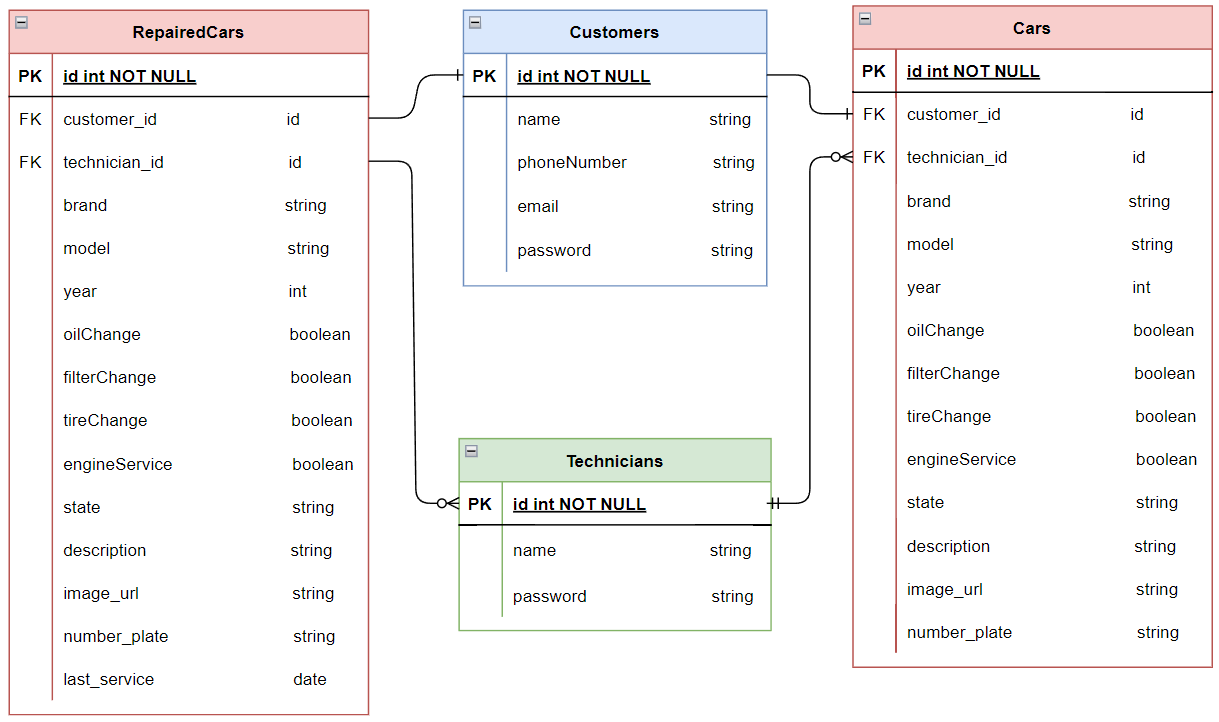 RepairedCars
PK id int NOT NULL
FK customer_id id
FK technician_id id
brand string
model string
year int
oilChange boolean
filterChange boolean
tireChange boolean
engineService boolean
state string
description string
image_url string
number_plate string
last_service date
Customers
PK id int NOT NULL
name string
phoneNumber string
email string
password string
Technicians
PK id int NOT NULL
name string
password string
Cars
PK id int NOT NULL
FK customer_id id
FK technician_id id
brand string
model string
year int
oilChange boolean
filterChange boolean
tireChange boolean
engineService boolean
state string
description string
image_url string
number_plate string